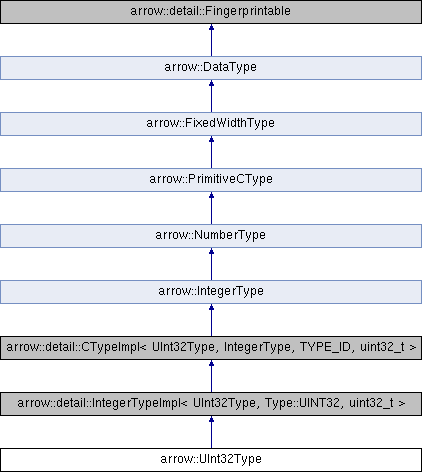 arrow::detail::Fingerprintable
arrow::DataType
arrow::FixedWidthType
arrow::PrimitiveCType
arrow::NumberType
arrow::IntegerType
arrow::detail::CTypeImpl< UInt32Type, IntegerType, TYPE_ID, uint32_t >
arrow::detail::IntegerTypeImpl< UInt32Type, Type::UINT32, uint32_t >
arrow::UInt32Type